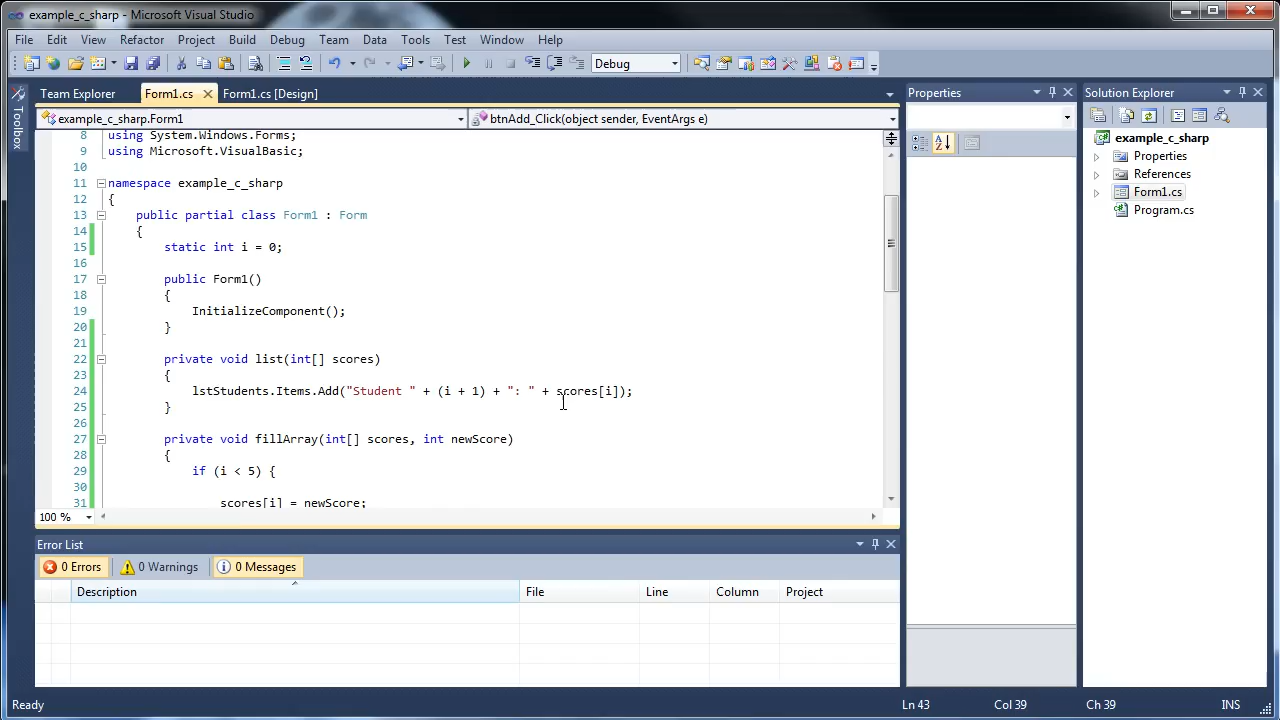 example_c_sharp - Microsoft Visual Studio
File Edit View Refactor Project Build Debug Team Data Tools Test Window Help
Debug
Team Explorer Form1.cs Form1.cs [Design]
example_c_sharp.Form1 btnAdd_Click(object sender, EventArgs e)
8 using System.Windows.Forms;
9 using Microsoft.VisualBasic;
10
11 namespace example_c_sharp
12 {
13 public partial class Form1 : Form
14 {
15 static int i = 0;
16
17 public Form1()
18 {
19 InitializeComponent();
20 }
21
22 private void list(int[] scores)
23 {
24 lstStudents.Items.Add("Student " + (i + 1) + ": " + scores[i]);
25 }
26
27 private void fillArray(int[] scores, int newScore)
28 {
29 if (i < 5) {
30
31 scores[i] = newScore;
100 %
Toolbox
Error List
0 Errors 0 Warnings 0 Messages
Description File Line Column Project
Properties
Solution Explorer
example_c_sharp
Properties
References
Form1.cs
Program.cs
Ready Ln 43 Col 39 Ch 39 INS